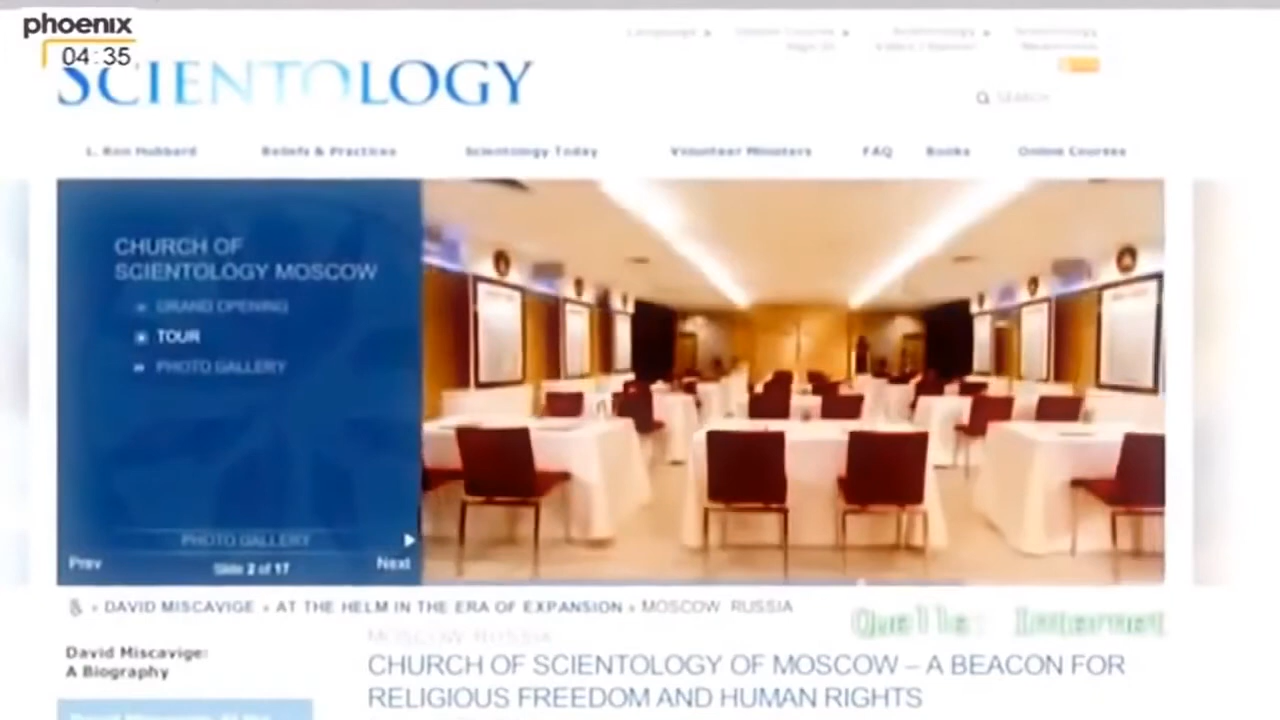 phoenix
04:35
SCIENTOLOGY
SEARCH
L. Ron Hubbard
Beliefs & Practices
Scientology Today
Volunteer Ministers
FAQ
Books
Online Courses
CHURCH OF
SCIENTOLOGY MOSCOW
GRAND OPENING
TOUR
PHOTO GALLERY
PHOTO GALLERY
Prev
Slide 2 of 17
Next
» DAVID MISCAVIGE » AT THE HELM IN THE ERA OF EXPANSION » MOSCOW RUSSIA
Quelle: Internet
MOSCOW RUSSIA
David Miscavige:
A Biography
CHURCH OF SCIENTOLOGY OF MOSCOW – A BEACON FOR
RELIGIOUS FREEDOM AND HUMAN RIGHTS